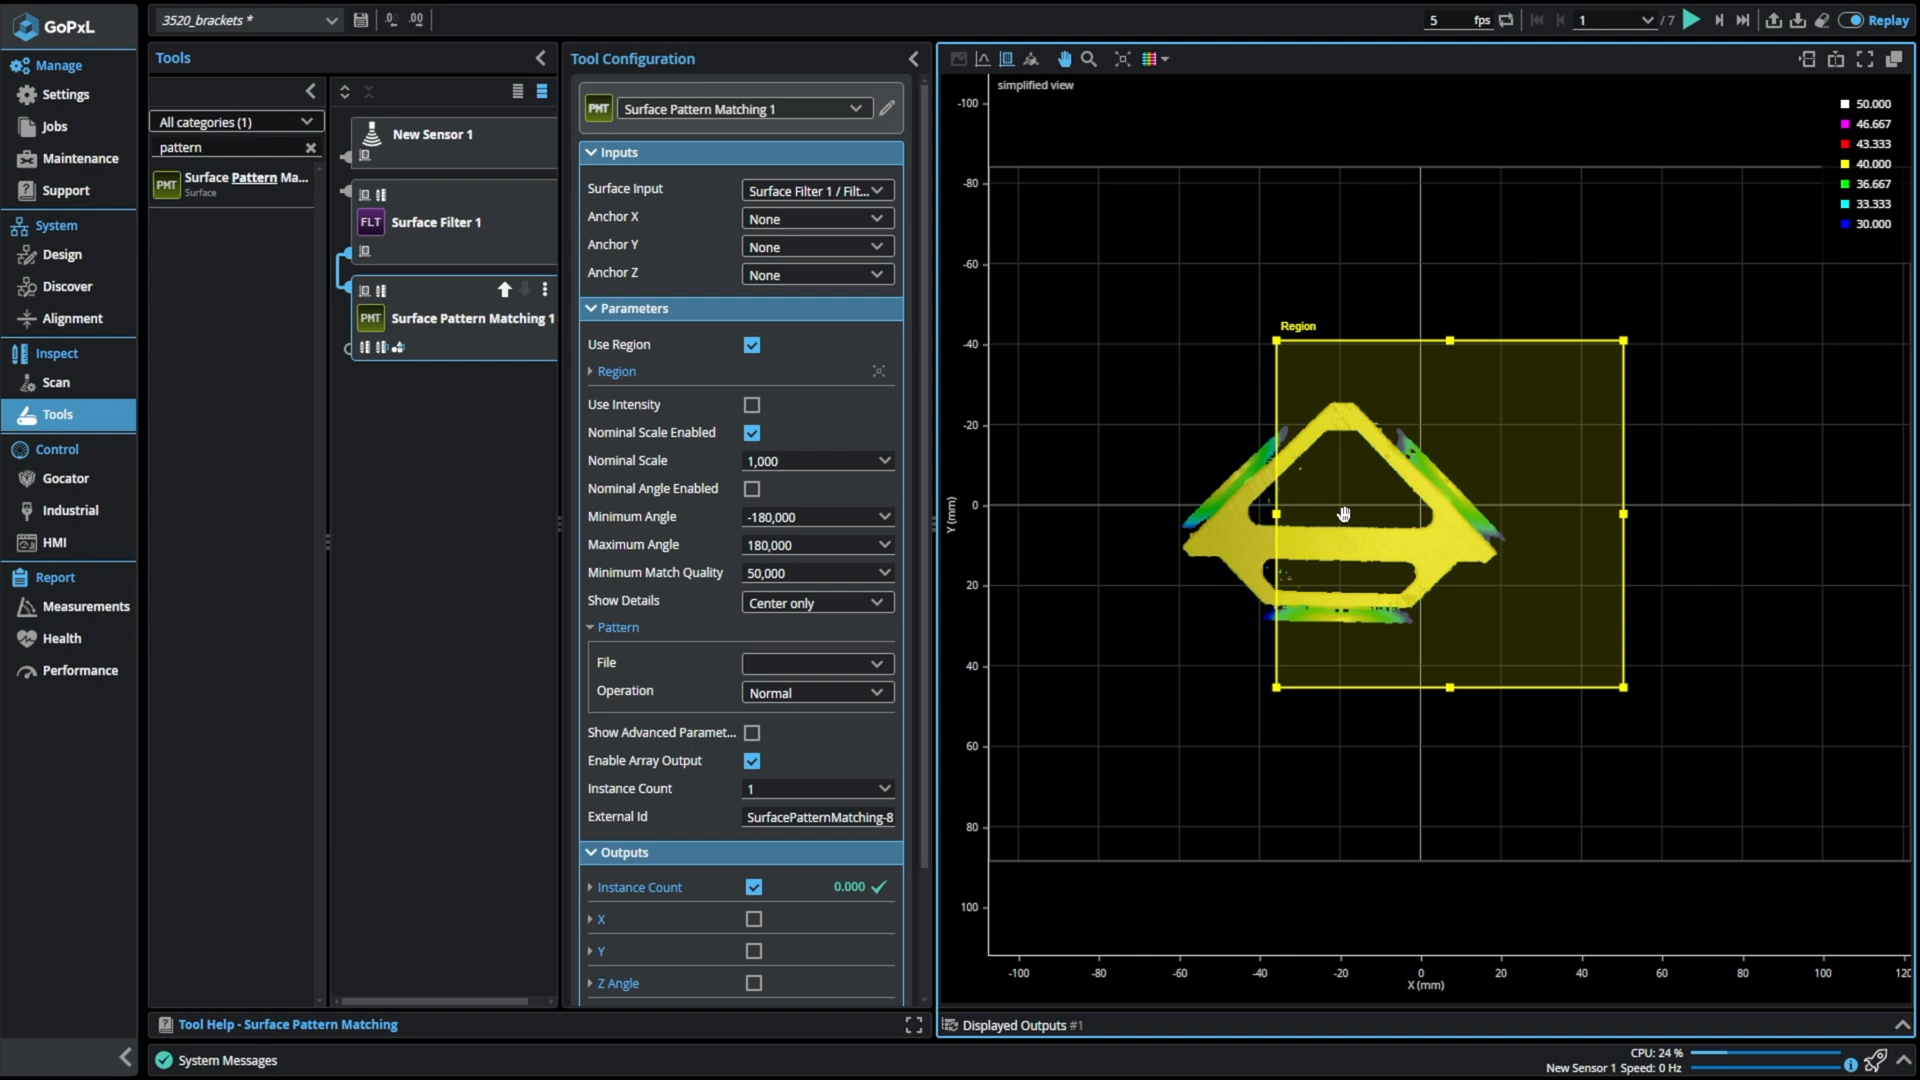 GoPxL
3520_brackets *
.0
.00
5 fps
1 / 7
Replay
Manage
Settings
Jobs
Maintenance
Support
System
Design
Discover
Alignment
Inspect
Scan
Tools
Control
Gocator
Industrial
HMI
Report
Measurements
Health
Performance
Tools
All categories (1)
pattern
PMT
Surface Pattern Ma...
Surface
New Sensor 1
FLT
Surface Filter 1
PMT
Surface Pattern Matching 1
Tool Configuration
PMT
Surface Pattern Matching 1
Inputs
Surface Input Surface Filter 1 / Filt...
Anchor X None
Anchor Y None
Anchor Z None
Parameters
Use Region
Region
Use Intensity
Nominal Scale Enabled
Nominal Scale 1,000
Nominal Angle Enabled
Minimum Angle -180,000
Maximum Angle 180,000
Minimum Match Quality 50,000
Show Details Center only
Pattern
File
Operation Normal
Show Advanced Paramet...
Enable Array Output
Instance Count 1
External Id SurfacePatternMatching-8
Outputs
Instance Count 0.000
X
Y
Z Angle
simplified view
50.000
46.667
43.333
40.000
36.667
33.333
30.000
Region
-100
-80
-60
-40
-20
0
20
40
60
80
100
Y (mm)
-100 -80 -60 -40 -20 0 20 40 60 80 100 120
X (mm)
Tool Help - Surface Pattern Matching
Displayed Outputs #1
System Messages
CPU: 24 %
New Sensor 1 Speed: 0 Hz